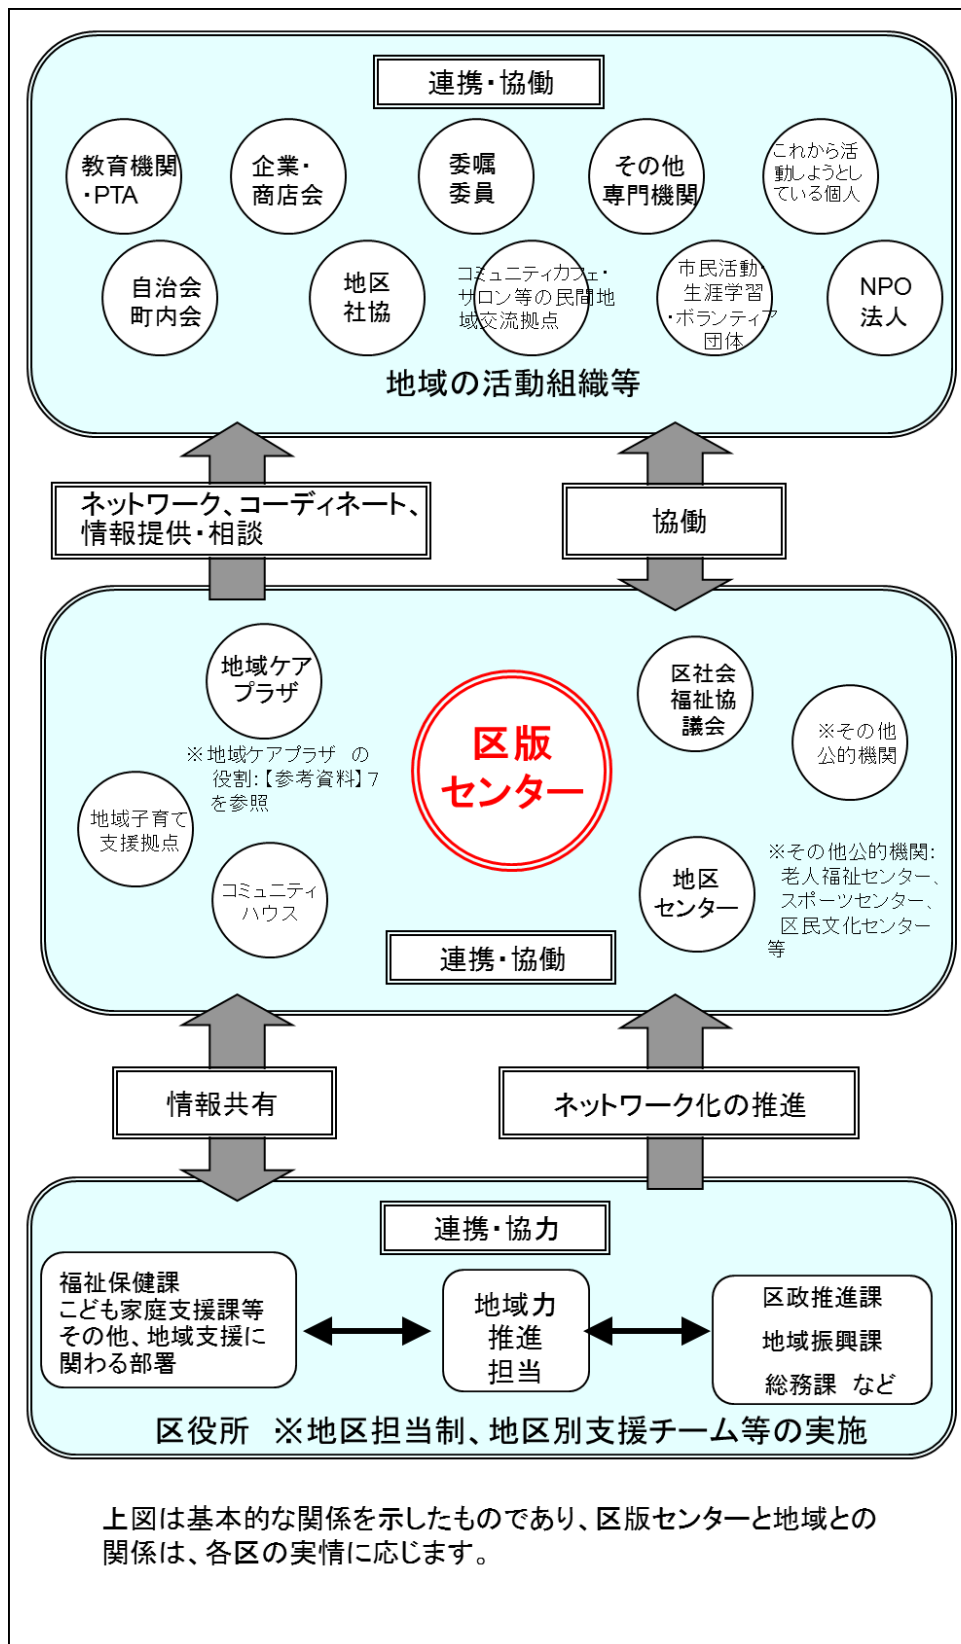 連携・協働
教育機関
・PTA
企業・
商店会
委嘱
委員
その他
専門機関
これから活
動しようとし
ている個人
自治会
町内会
地区
社協
コミュニティカフェ・
サロン等の民間地
域交流拠点
市民活動・
生涯学習
・ボランティア
団体
NPO
法人
地域の活動組織等
ネットワーク、コーディネート、
情報提供・相談
協働
地域ケア
プラザ
※地域ケアプラザ の
役割：【参考資料】７
を参照
地域子育て
支援拠点
コミュニティ
ハウス
区版
センター
区社会
福祉協
議会
※その他
公的機関
地区
センター
※その他公的機関：
老人福祉センター、
スポーツセンター、
区民文化センター
等
連携・協働
情報共有
ネットワーク化の推進
連携・協力
福祉保健課
こども家庭支援課等
その他、地域支援に
関わる部署
地域力
推進
担当
区政推進課
地域振興課
総務課 など
区役所 ※地区担当制、地区別支援チーム等の実施
上図は基本的な関係を示したものであり、区版センターと地域との
関係は、各区の実情に応じます。